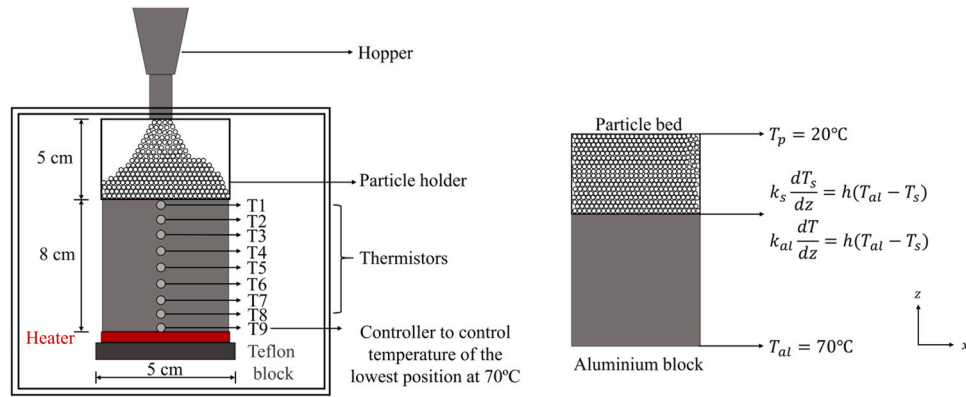 Hopper
5 cm
Particle holder
T1
T2
T3
T4
T5
T6
T7
T8
T9
8 cm
Thermistors
Heater
Teflon
block
5 cm
Controller to control
temperature of the
lowest position at 70ºC
Particle bed
T_p = 20℃
k_s dT_s/dz = h(T_al − T_s)
k_al dT/dz = h(T_al − T_s)
T_al = 70℃
Aluminium block
z
x